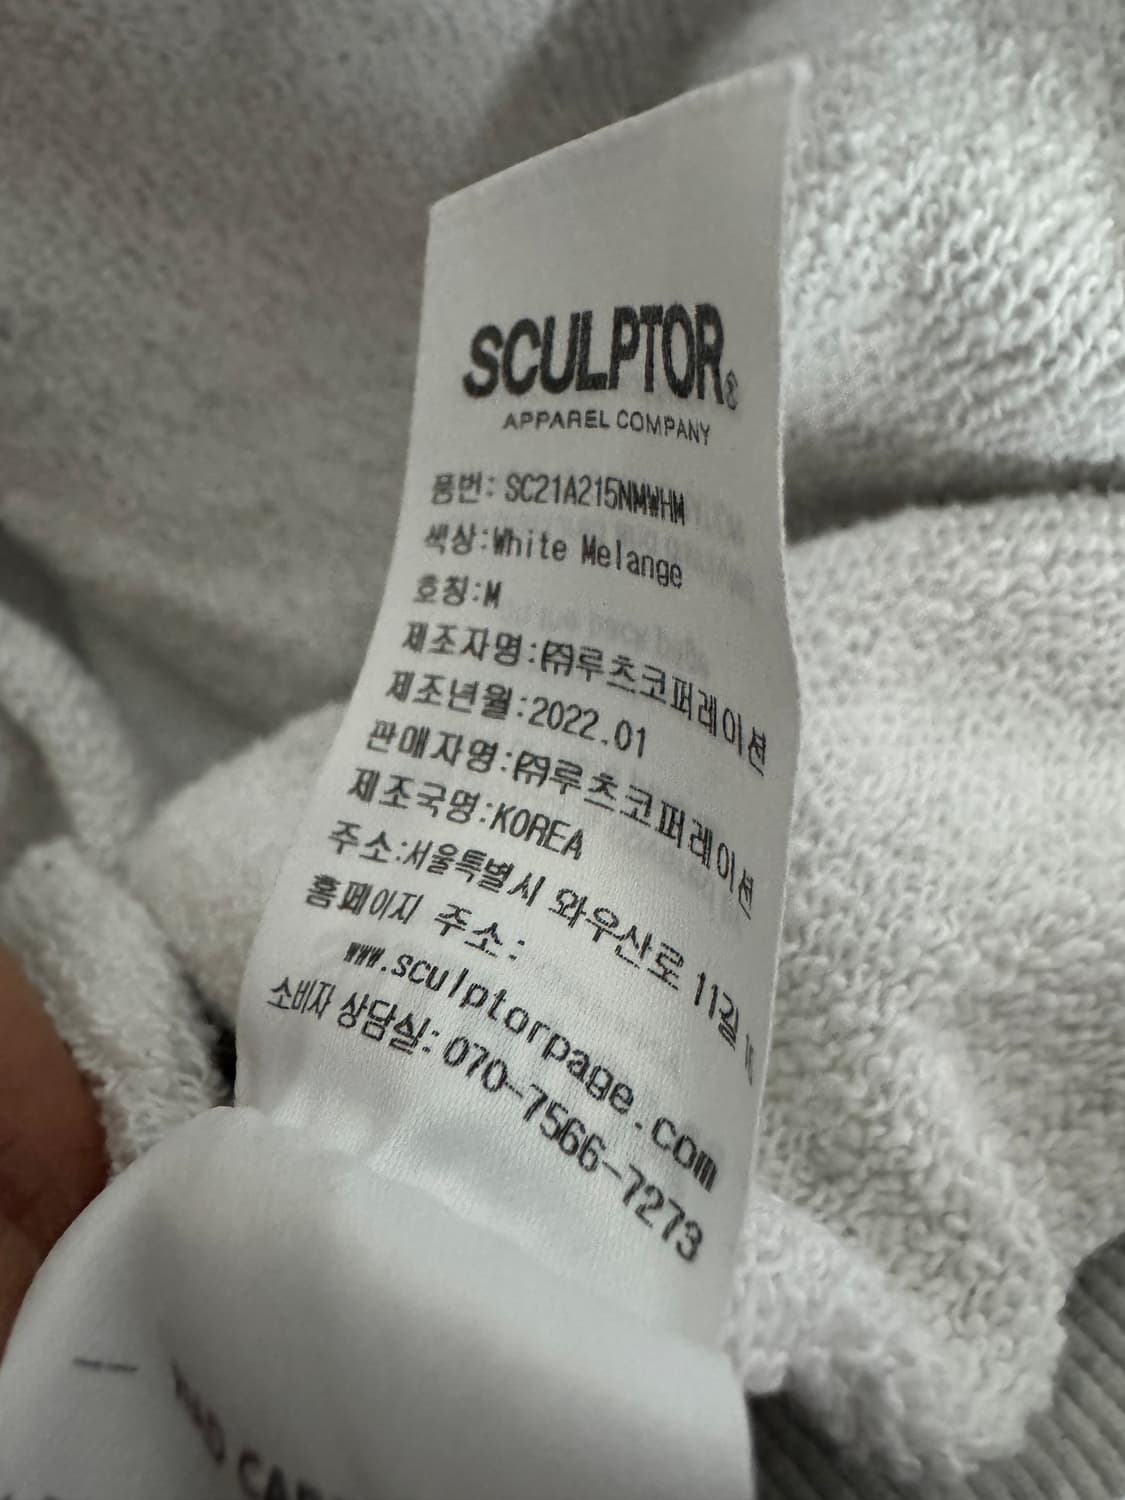 SCULPTOR®
APPAREL COMPANY
품번: SC21A215NMWHM
색상:White Melange
호칭:M
제조자명:㈜루츠코퍼레이션
제조년월:2022.01
판매자명:㈜루츠코퍼레이션
제조국명:KOREA
주소:서울특별시 와우산로 11길
홈페이지 주소:
www.sculptorpage.com
소비자 상담실: 070-7566-7273